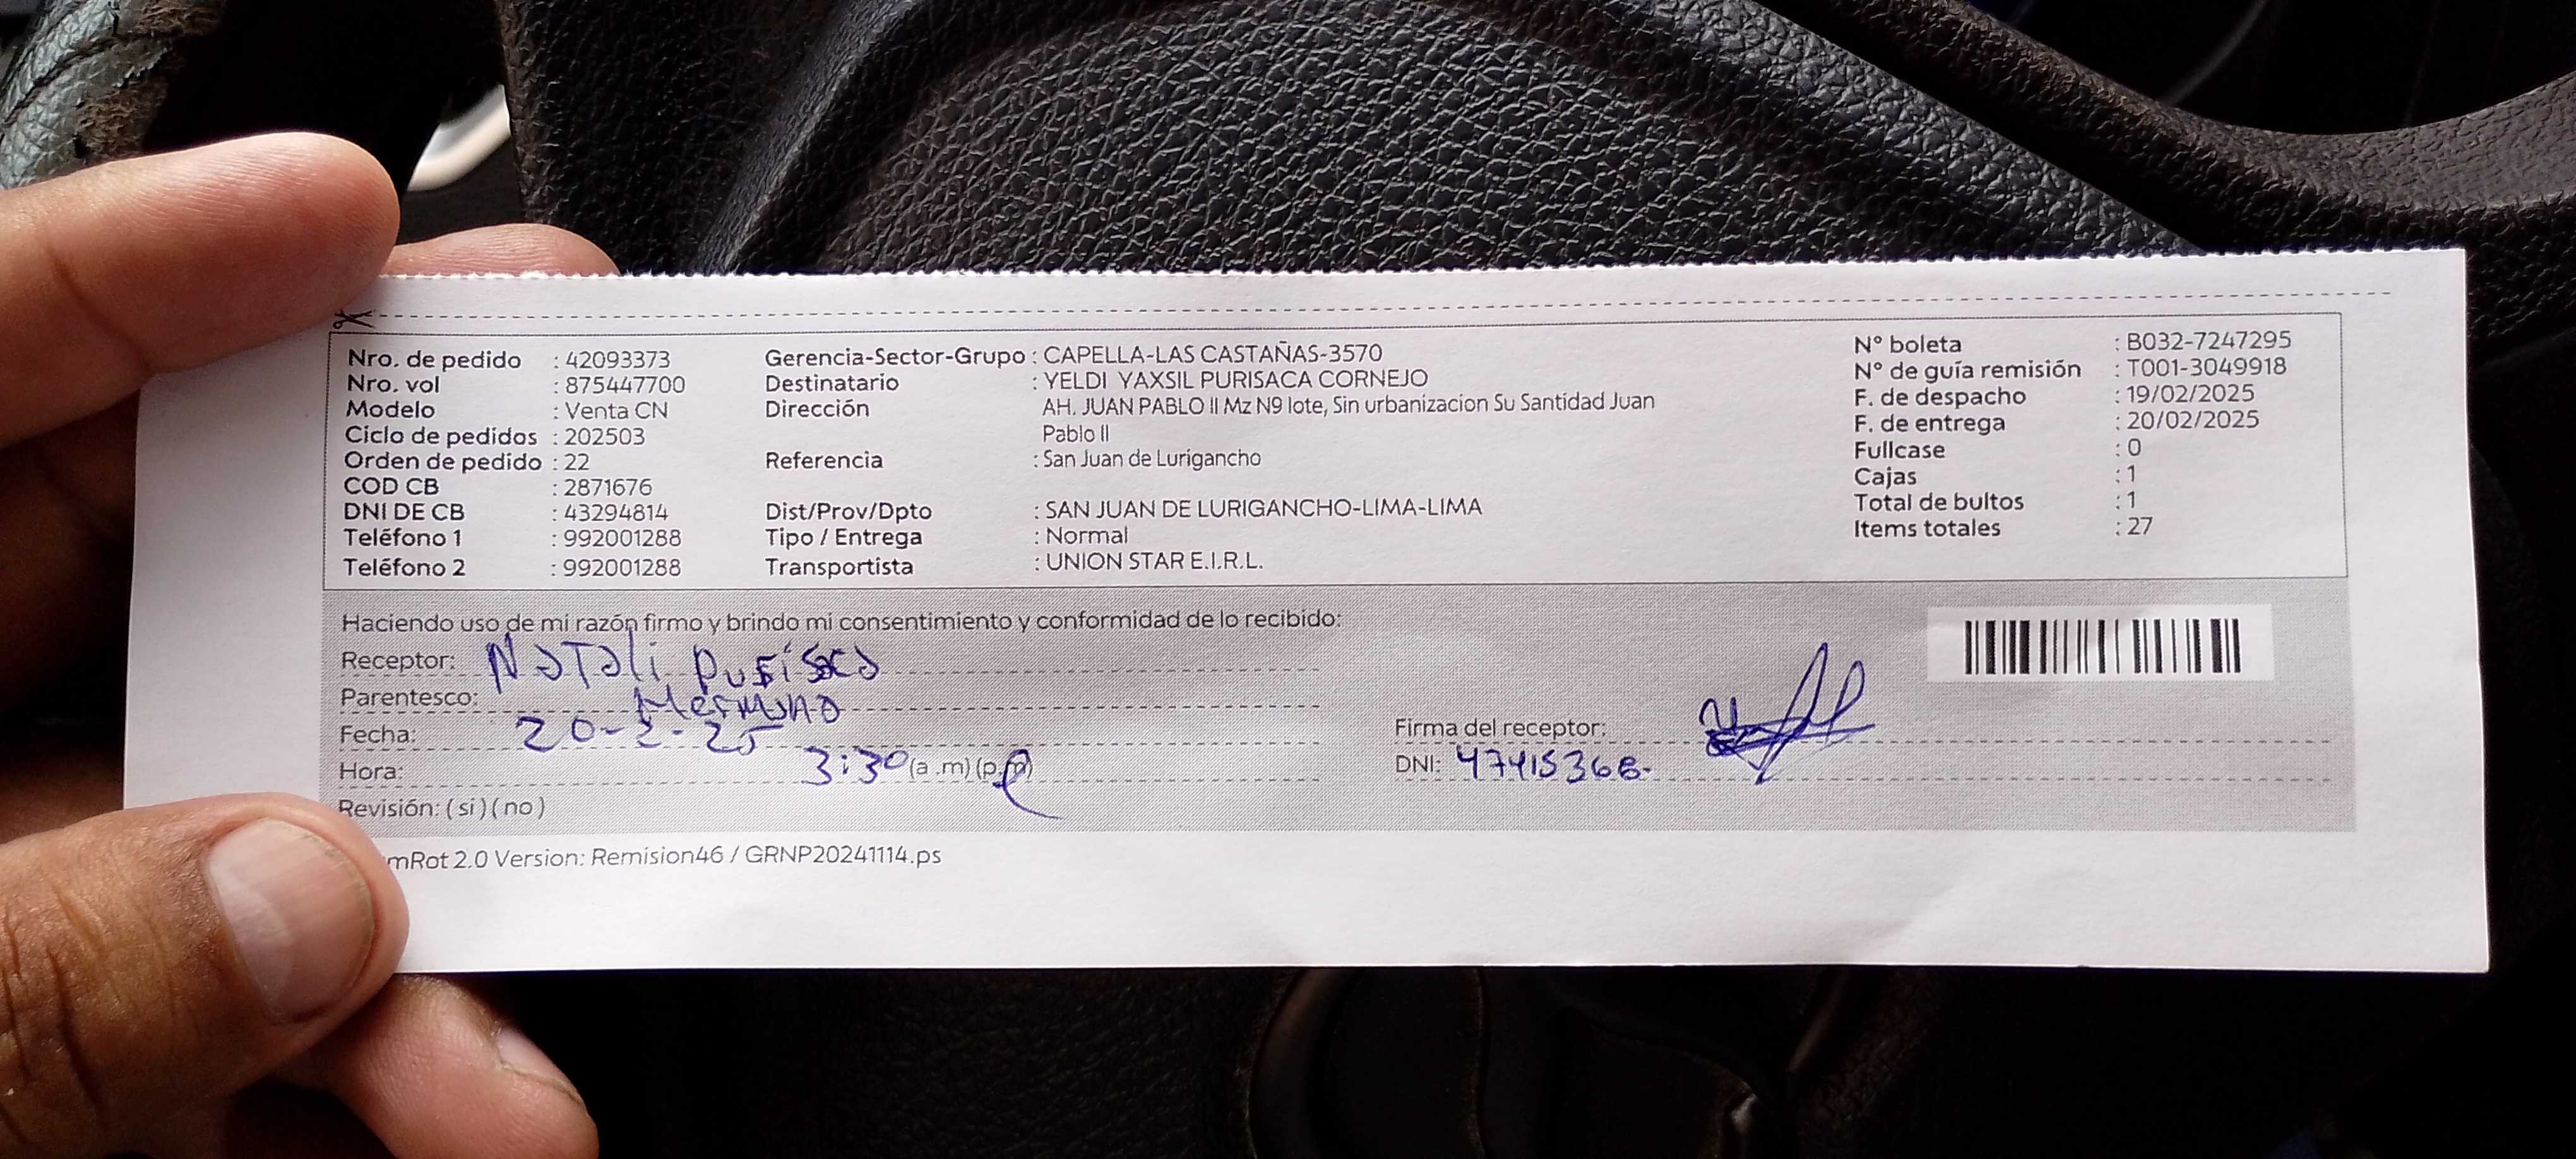 Nro. de pedido : 42093373 Gerencia-Sector-Grupo : CAPELLA-LAS CASTAÑAS-3570 N° boleta : B032-7247295
Nro. vol : 875447700 Destinatario : YELDI YAXSIL PURISACA CORNEJO N° de guía remisión : T001-3049918
Modelo : Venta CN Dirección AH. JUAN PABLO II Mz N9 lote, Sin urbanizacion Su Santidad Juan F. de despacho : 19/02/2025
Ciclo de pedidos : 202503 Pablo II F. de entrega : 20/02/2025
Orden de pedido : 22 Referencia : San Juan de Lurigancho Fullcase : 0
COD CB : 2871676 Cajas : 1
DNI DE CB : 43294814 Dist/Prov/Dpto : SAN JUAN DE LURIGANCHO-LIMA-LIMA Total de bultos : 1
Teléfono 1 : 992001288 Tipo / Entrega : Normal Items totales : 27
Teléfono 2 : 992001288 Transportista : UNION STAR E.I.R.L.
Haciendo uso de mi razón firmo y brindo mi consentimiento y conformidad de lo recibido:
Receptor: Natali Purisaca
Parentesco: Hermana
Fecha: 20-2-25 Firma del receptor:
Hora: 3:30 (a .m) (p.m) DNI: 47415368-
Revisión: ( si ) ( no )
mRot 2.0 Version: Remision46 / GRNP20241114.ps